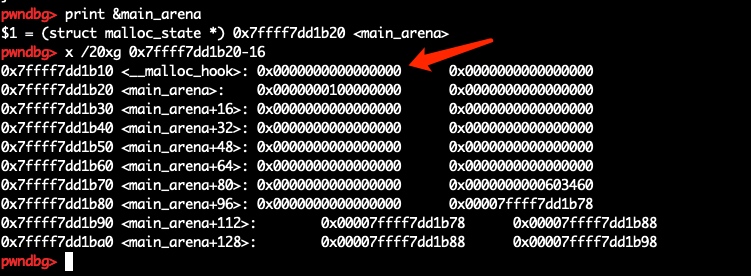 pwndbg> print &main_arena
$1 = (struct malloc_state *) 0x7ffff7dd1b20 <main_arena>
pwndbg> x /20xg 0x7ffff7dd1b20-16
0x7ffff7dd1b10 <__malloc_hook>: 0x0000000000000000 0x0000000000000000
0x7ffff7dd1b20 <main_arena>: 0x0000000100000000 0x0000000000000000
0x7ffff7dd1b30 <main_arena+16>: 0x0000000000000000 0x0000000000000000
0x7ffff7dd1b40 <main_arena+32>: 0x0000000000000000 0x0000000000000000
0x7ffff7dd1b50 <main_arena+48>: 0x0000000000000000 0x0000000000000000
0x7ffff7dd1b60 <main_arena+64>: 0x0000000000000000 0x0000000000000000
0x7ffff7dd1b70 <main_arena+80>: 0x0000000000000000 0x0000000000603460
0x7ffff7dd1b80 <main_arena+96>: 0x0000000000000000 0x00007ffff7dd1b78
0x7ffff7dd1b90 <main_arena+112>: 0x00007ffff7dd1b78 0x00007ffff7dd1b88
0x7ffff7dd1ba0 <main_arena+128>: 0x00007ffff7dd1b88 0x00007ffff7dd1b98
pwndbg>